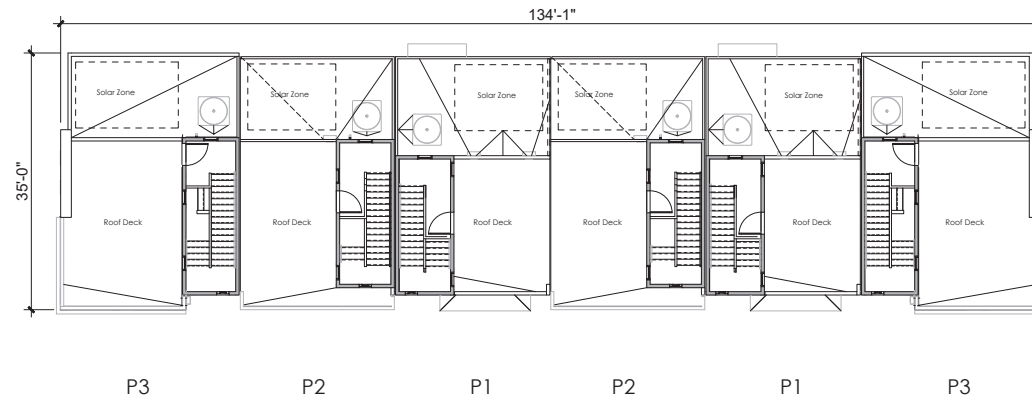 134'-1"
35'-0"
Solar Zone
Solar Zone
Solar Zone
Solar Zone
Solar Zone
Solar Zone
Roof Deck
Roof Deck
Roof Deck
Roof Deck
Roof Deck
Roof Deck
P3
P2
P1
P2
P1
P3